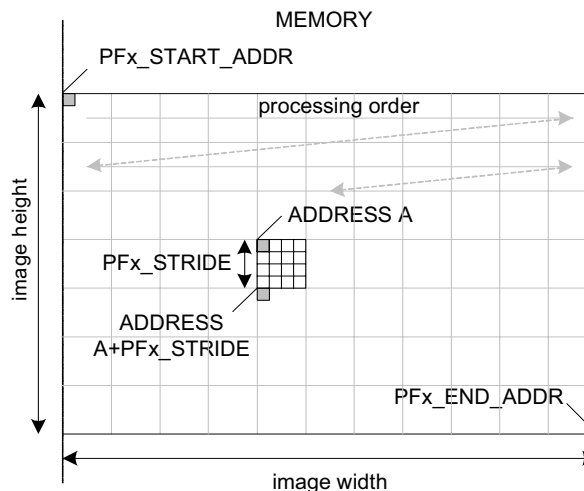 MEMORY
PFx_START_ADDR
processing order
image height
ADDRESS A
PFx_STRIDE
ADDRESS
A+PFx_STRIDE
PFx_END_ADDR
image width